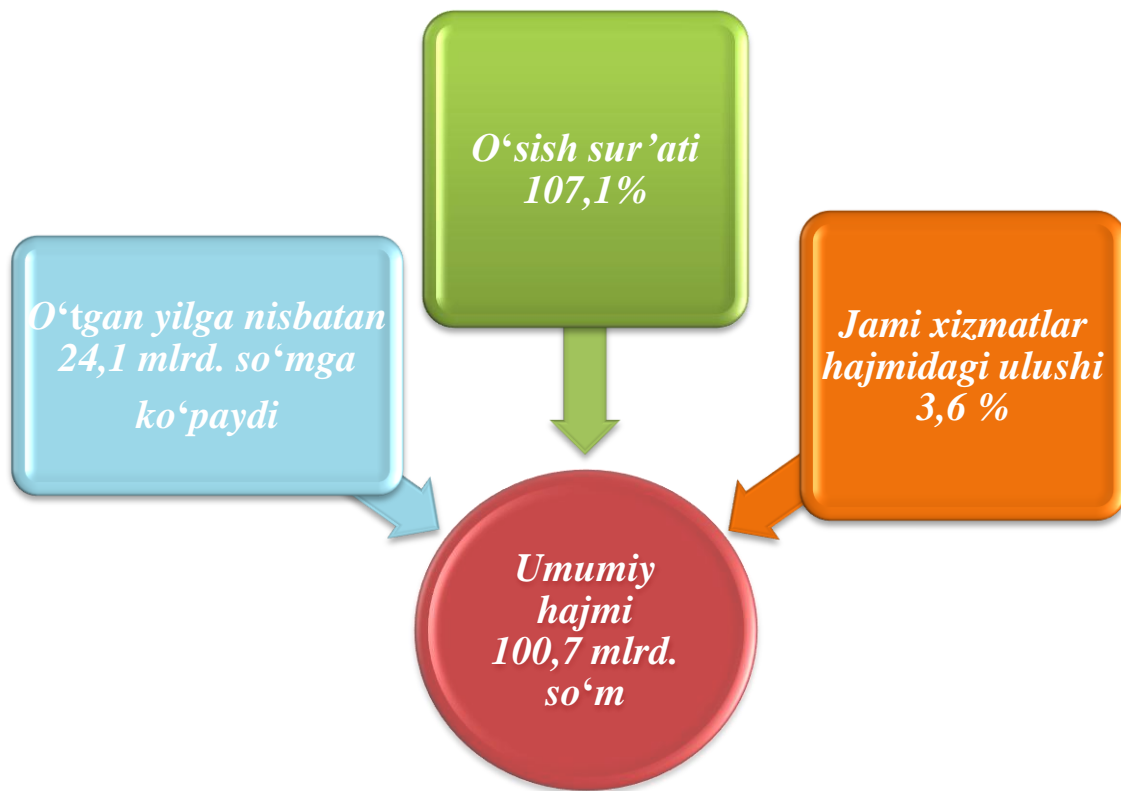 O‘sish sur’ati
107,1%
O‘tgan yilga nisbatan
24,1 mlrd. so‘mga
ko‘paydi
Jami xizmatlar
hajmidagi ulushi
3,6 %
Umumiy
hajmi
100,7 mlrd.
so‘m